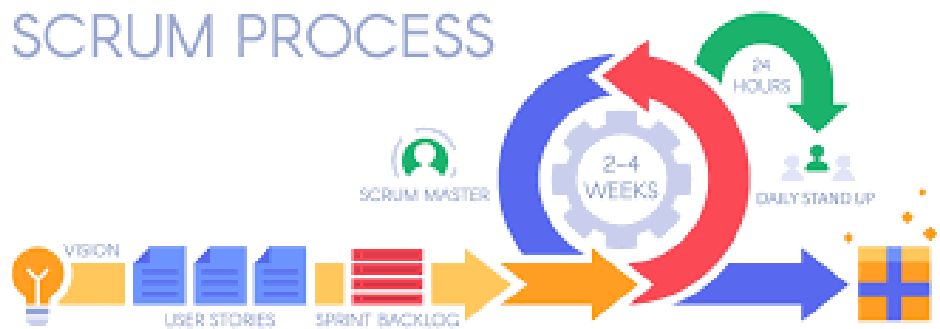 SCRUM PROCESS
24
HOURS
2-4
WEEKS
SCRUM MASTER
DAILY STAND UP
VISION
USER STORIES
SPRINT BACKLOG